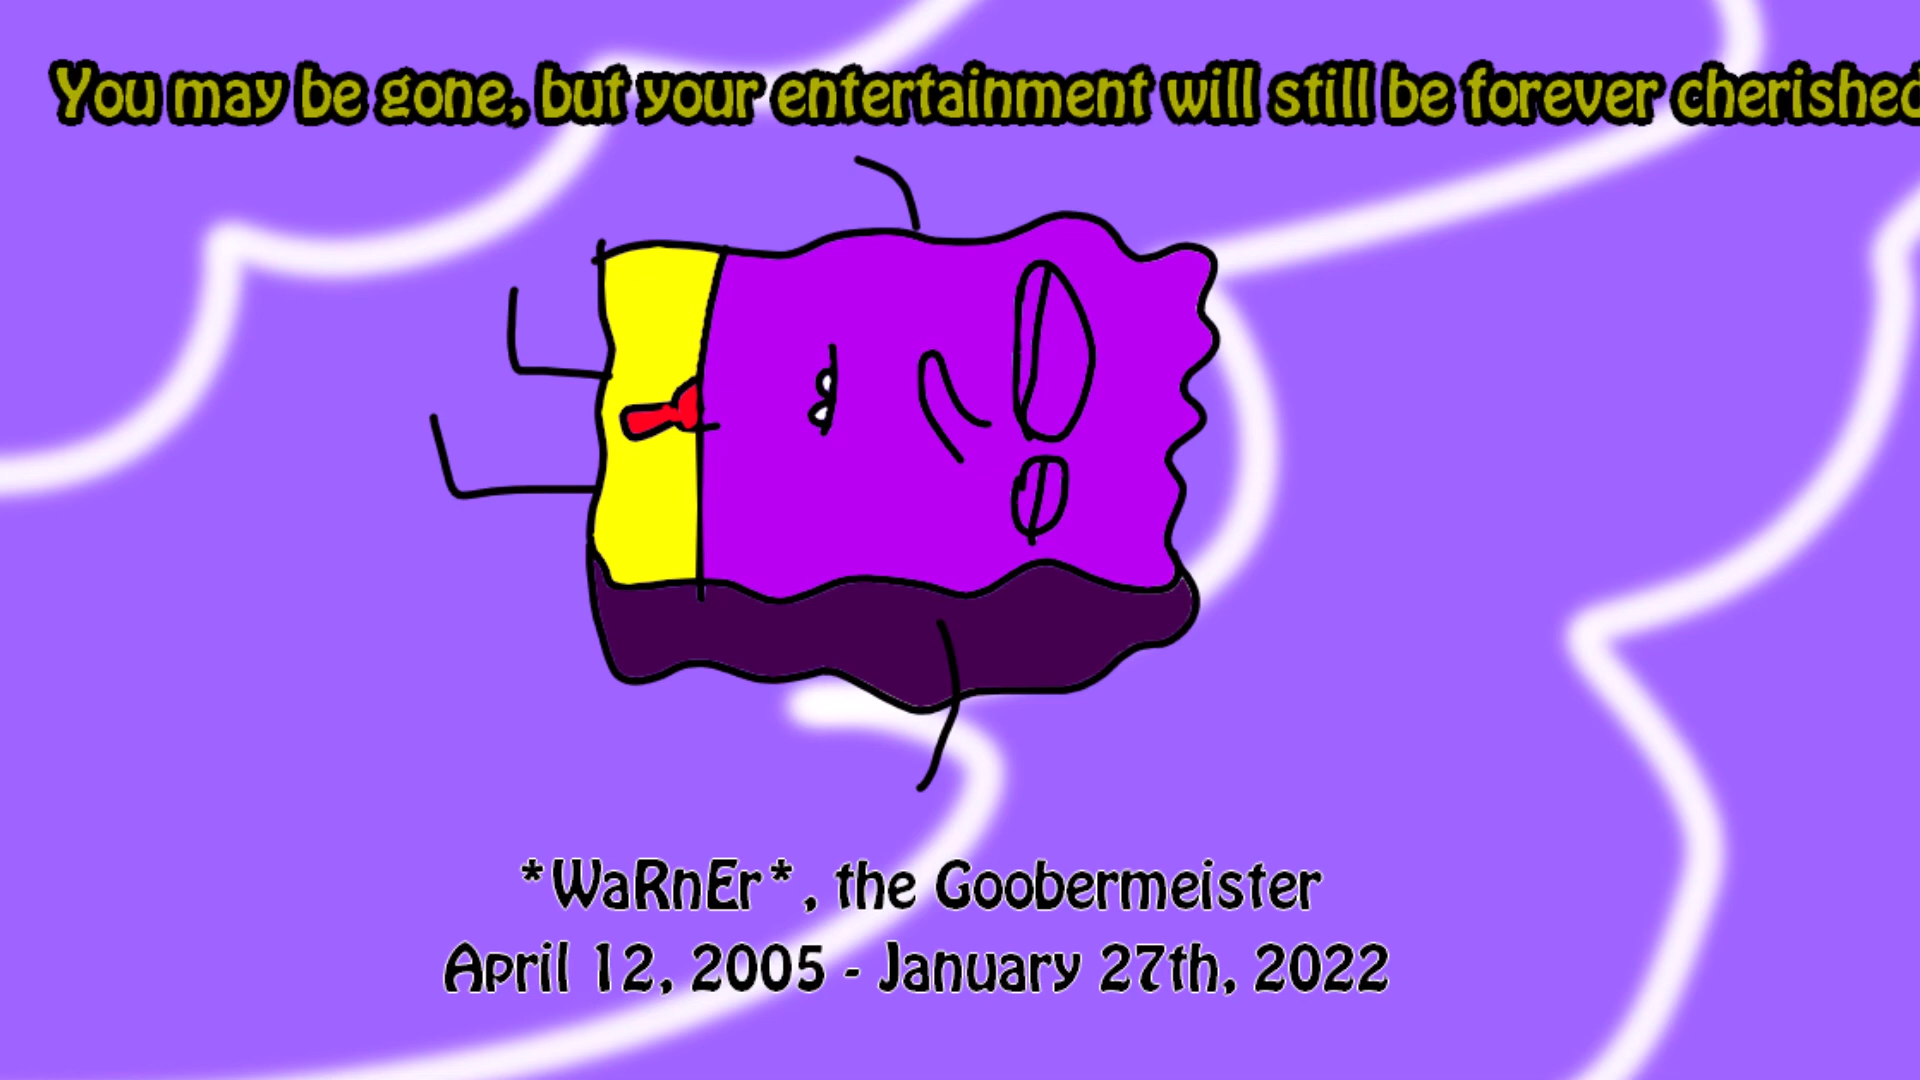 You may be gone, but your entertainment will still be forever cherished
*WaRnEr*, the Goobermeister
April 12, 2005 - January 27th, 2022